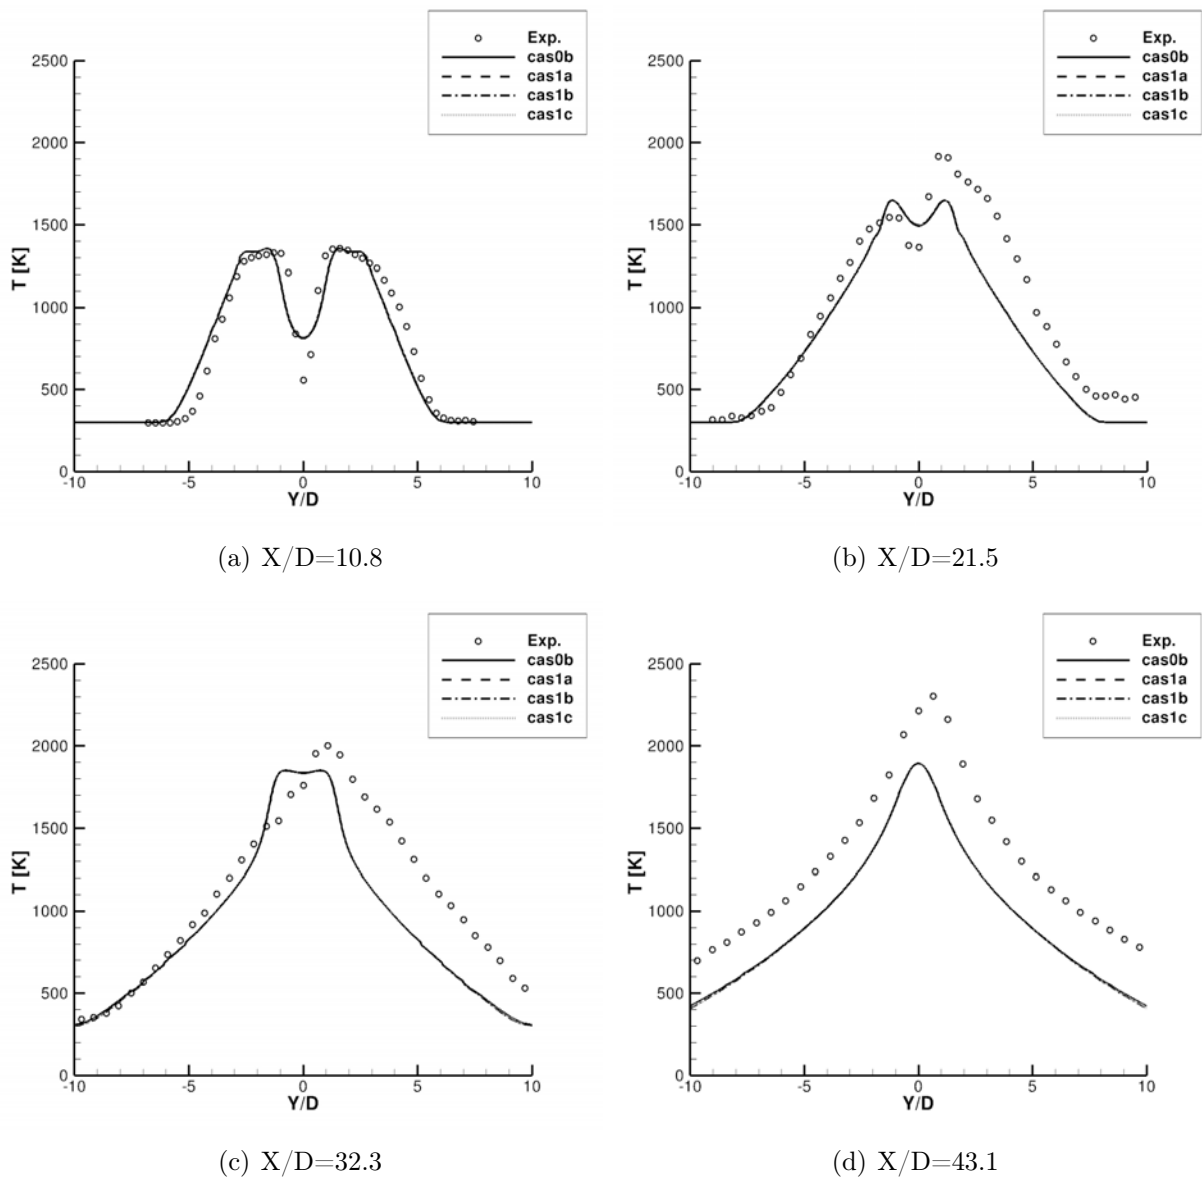 Exp.
cas0b
cas1a
cas1b
cas1c
2500
2000
1500
1000
500
0
T [K]
-10
-5
0
5
10
Y/D
(a) X/D=10.8
Exp.
cas0b
cas1a
cas1b
cas1c
2500
2000
1500
1000
500
0
T [K]
-10
-5
0
5
10
Y/D
(b) X/D=21.5
Exp.
cas0b
cas1a
cas1b
cas1c
2500
2000
1500
1000
500
0
T [K]
-10
-5
0
5
10
Y/D
(c) X/D=32.3
Exp.
cas0b
cas1a
cas1b
cas1c
2500
2000
1500
1000
500
0
T [K]
-10
-5
0
5
10
Y/D
(d) X/D=43.1